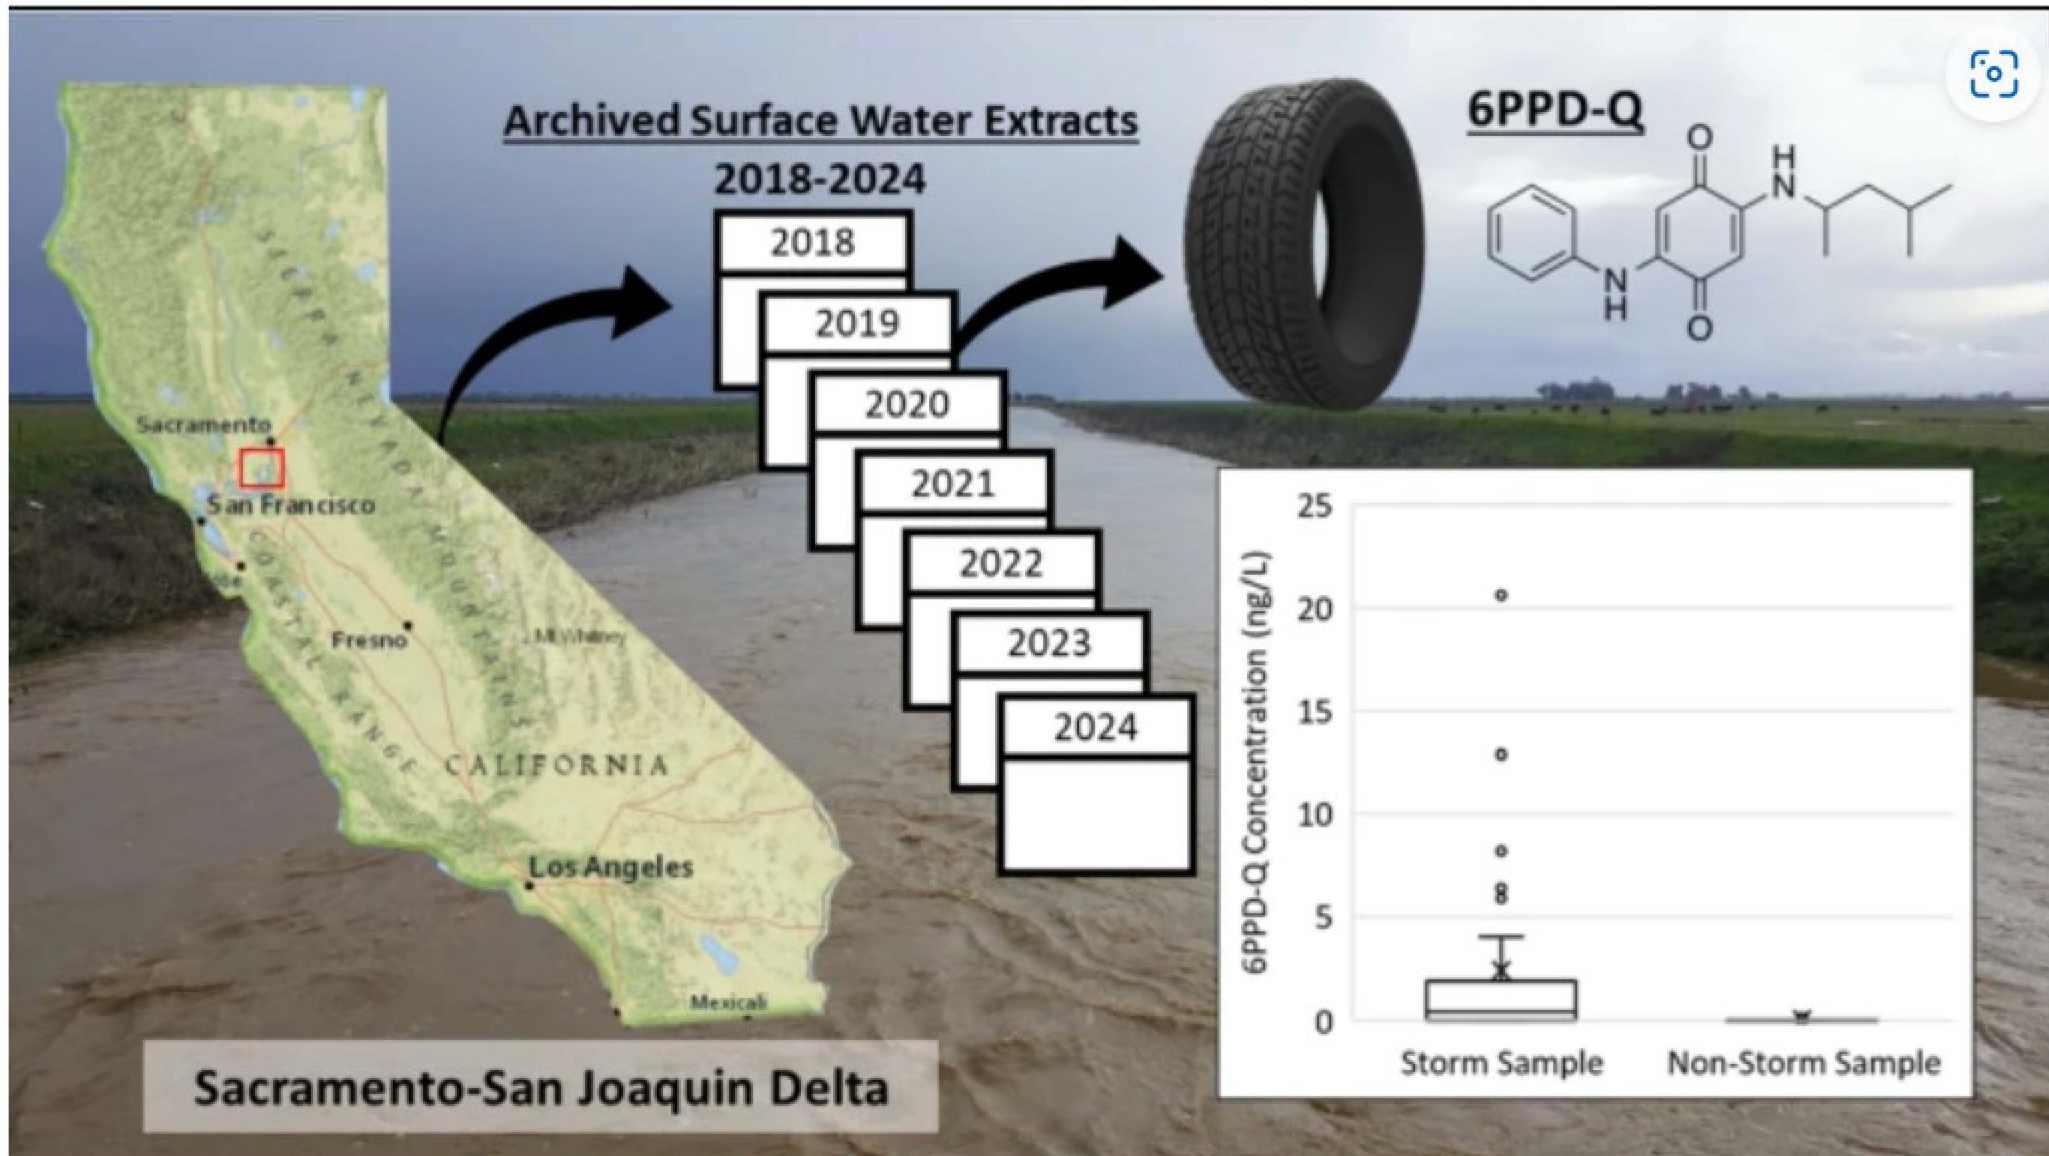 Archived Surface Water Extracts
2018-2024
2018
2019
2020
2021
2022
2023
2024
6PPD-Q
O
H
N
N
H
O
SIERRA
NEVADA MOUNTAINS
Sacramento
San Francisco
COASTAL RANGE
Fresno
Mt Whitney
CALIFORNIA
Los Angeles
Mexicali
Sacramento-San Joaquin Delta
6PPD-Q Concentration (ng/L)
25
20
15
10
5
0
Storm Sample
Non-Storm Sample